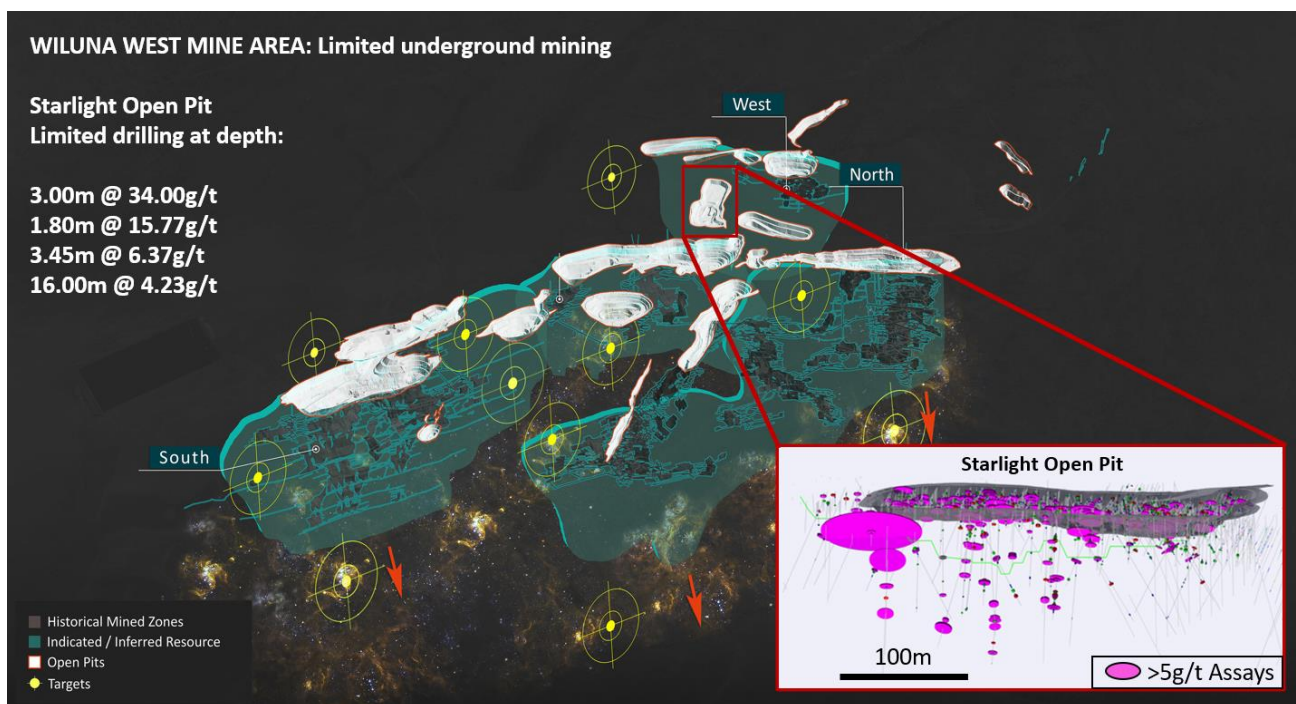 WILUNA WEST MINE AREA: Limited underground mining
Starlight Open Pit
Limited drilling at depth:
3.00m @ 34.00g/t
1.80m @ 15.77g/t
3.45m @ 6.37g/t
16.00m @ 4.23g/t
West
North
South
Historical Mined Zones
Indicated / Inferred Resource
Open Pits
Targets
Starlight Open Pit
100m
>5g/t Assays